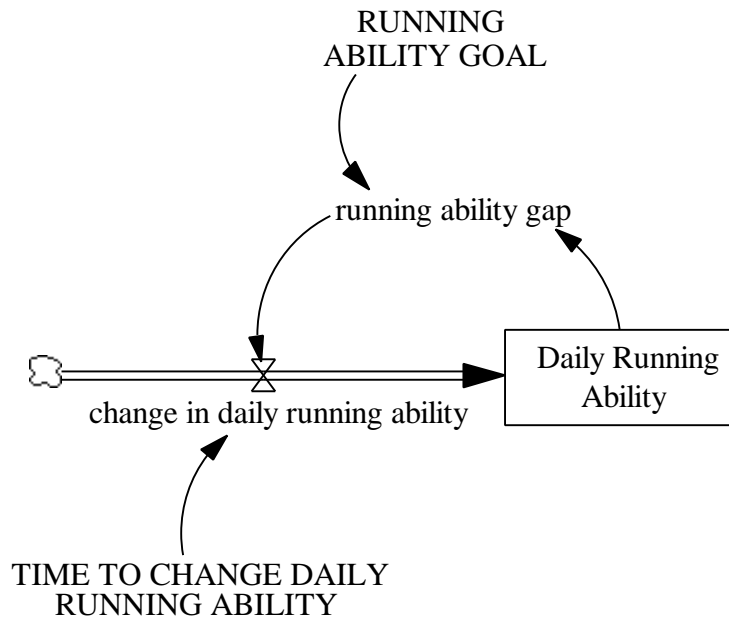 RUNNING
ABILITY GOAL
running ability gap
Daily Running
Ability
change in daily running ability
TIME TO CHANGE DAILY
RUNNING ABILITY